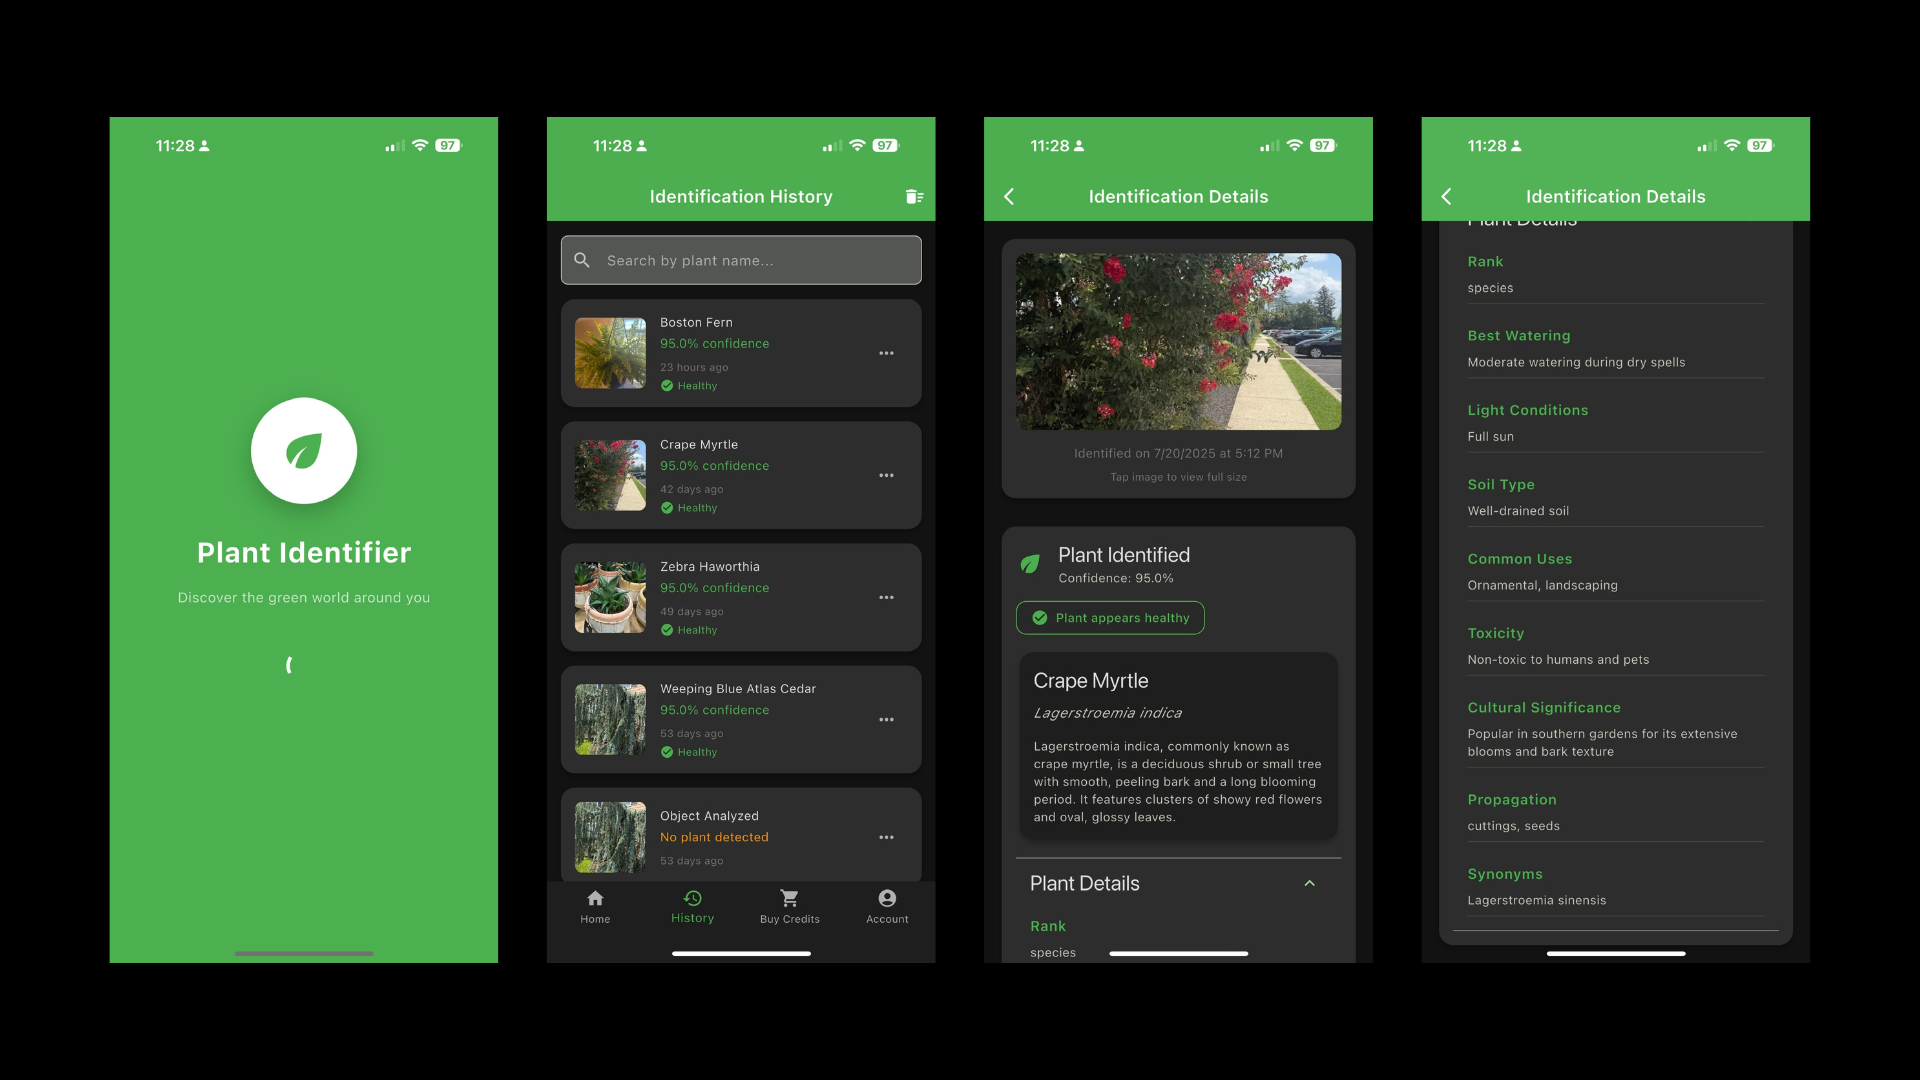 11:28
97
Plant Identifier
Discover the green world around you
11:28
97
Identification History
Search by plant name...
Boston Fern
95.0% confidence
23 hours ago
Healthy
Crape Myrtle
95.0% confidence
42 days ago
Healthy
Zebra Haworthia
95.0% confidence
49 days ago
Healthy
Weeping Blue Atlas Cedar
95.0% confidence
53 days ago
Healthy
Object Analyzed
No plant detected
53 days ago
Home
History
Buy Credits
Account
11:28
97
Identification Details
Identified on 7/20/2025 at 5:12 PM
Tap image to view full size
Plant Identified
Confidence: 95.0%
Plant appears healthy
Crape Myrtle
Lagerstroemia indica
Lagerstroemia indica, commonly known as
crape myrtle, is a deciduous shrub or small tree
with smooth, peeling bark and a long blooming
period. It features clusters of showy red flowers
and oval, glossy leaves.
Plant Details
Rank
species
11:28
97
Identification Details
Plant Details
Rank
species
Best Watering
Moderate watering during dry spells
Light Conditions
Full sun
Soil Type
Well-drained soil
Common Uses
Ornamental, landscaping
Toxicity
Non-toxic to humans and pets
Cultural Significance
Popular in southern gardens for its extensive
blooms and bark texture
Propagation
cuttings, seeds
Synonyms
Lagerstroemia sinensis